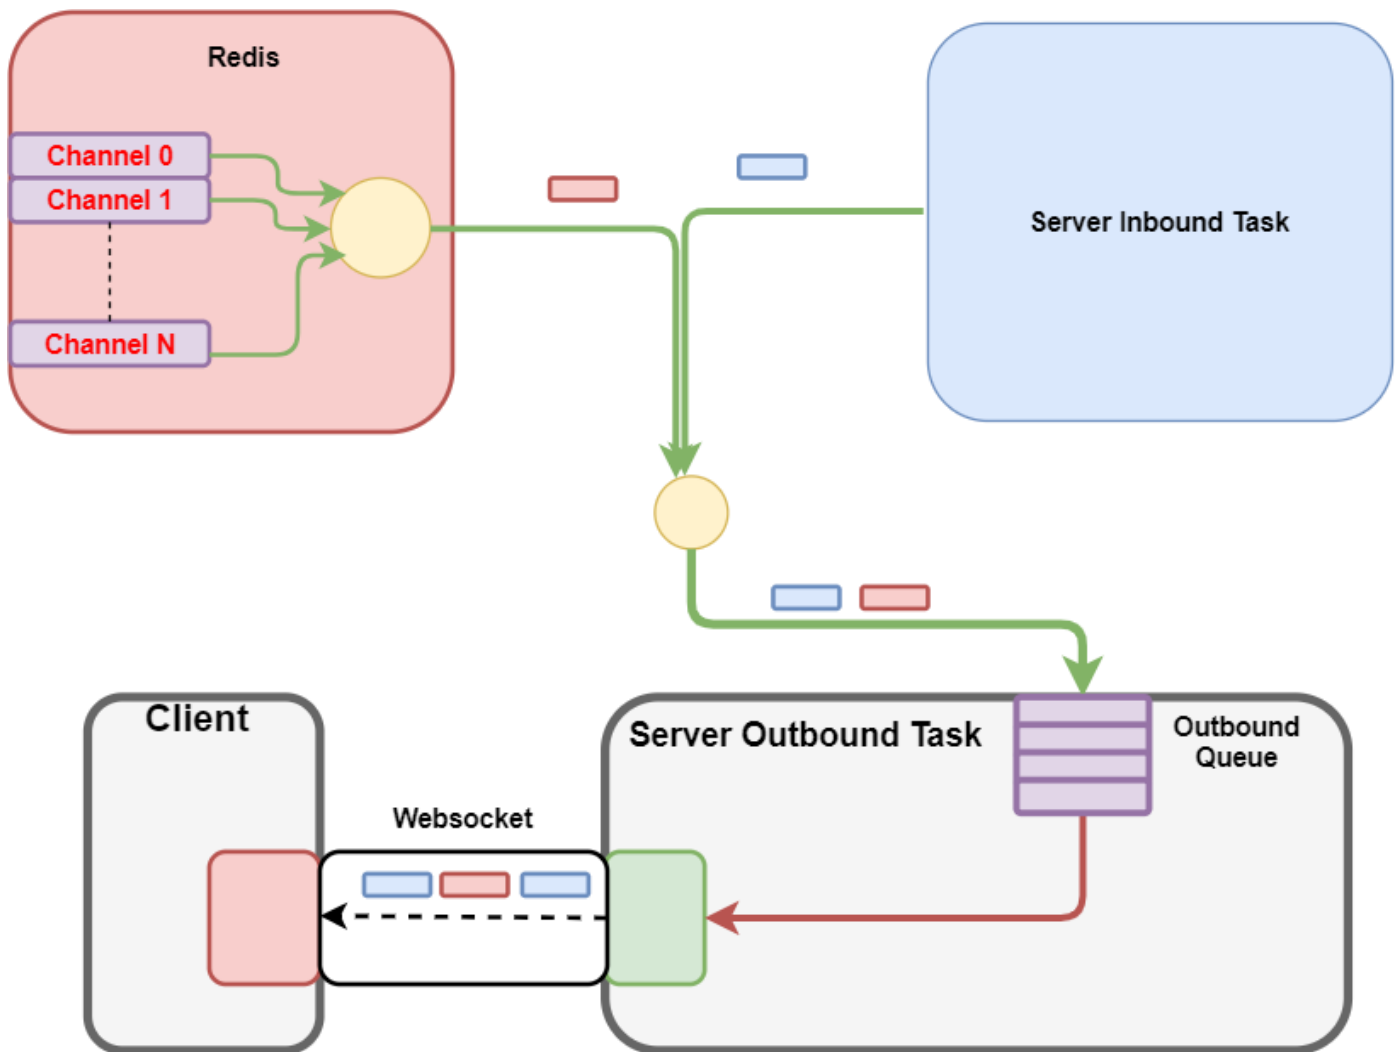 Redis
Channel 0
Channel 1
Channel N
Server Inbound Task
Client
Server Outbound Task
Outbound
Queue
Websocket